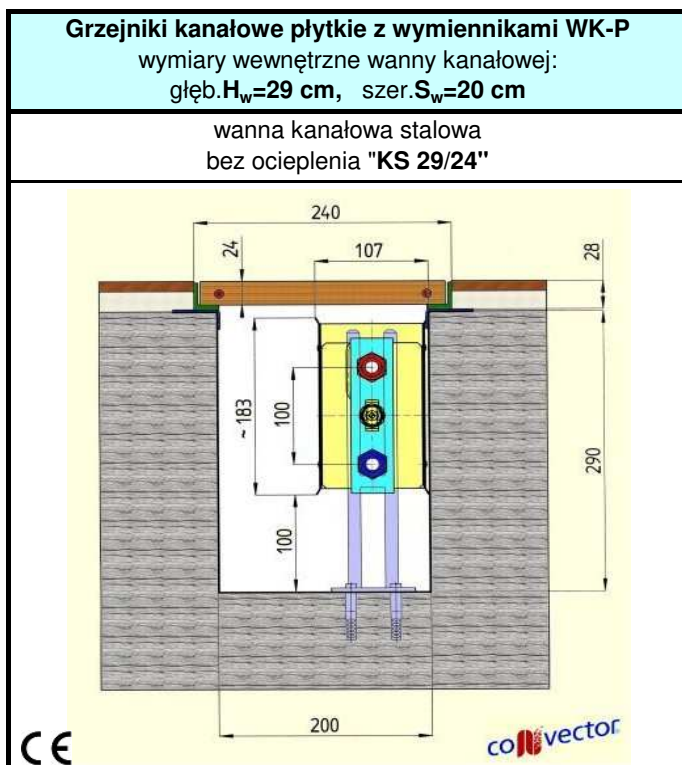 Grzejniki kanałowe płytkie z wymiennikami WK-P
wymiary wewnętrzne wanny kanałowej:
głęb.Hw=29 cm, szer.Sw=20 cm
wanna kanałowa stalowa
bez ocieplenia "KS 29/24"
240
24
107
28
~183
100
290
100
200
CE
convector